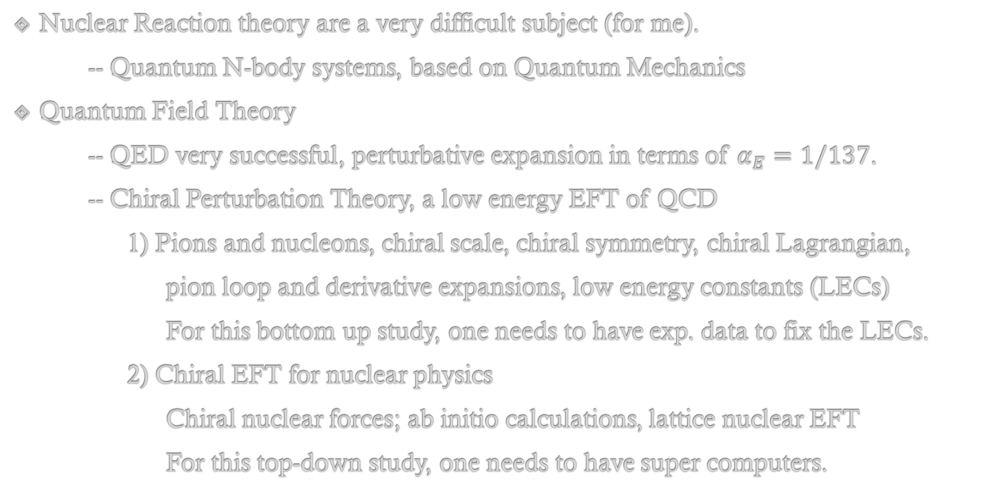 ❖ Nuclear Reaction theory are a very difficult subject (for me).
-- Quantum N-body systems, based on Quantum Mechanics
❖ Quantum Field Theory
-- QED very successful, perturbative expansion in terms of α_E = 1/137.
-- Chiral Perturbation Theory, a low energy EFT of QCD
1) Pions and nucleons, chiral scale, chiral symmetry, chiral Lagrangian,
pion loop and derivative expansions, low energy constants (LECs)
For this bottom up study, one needs to have exp. data to fix the LECs.
2) Chiral EFT for nuclear physics
Chiral nuclear forces; ab initio calculations, lattice nuclear EFT
For this top-down study, one needs to have super computers.